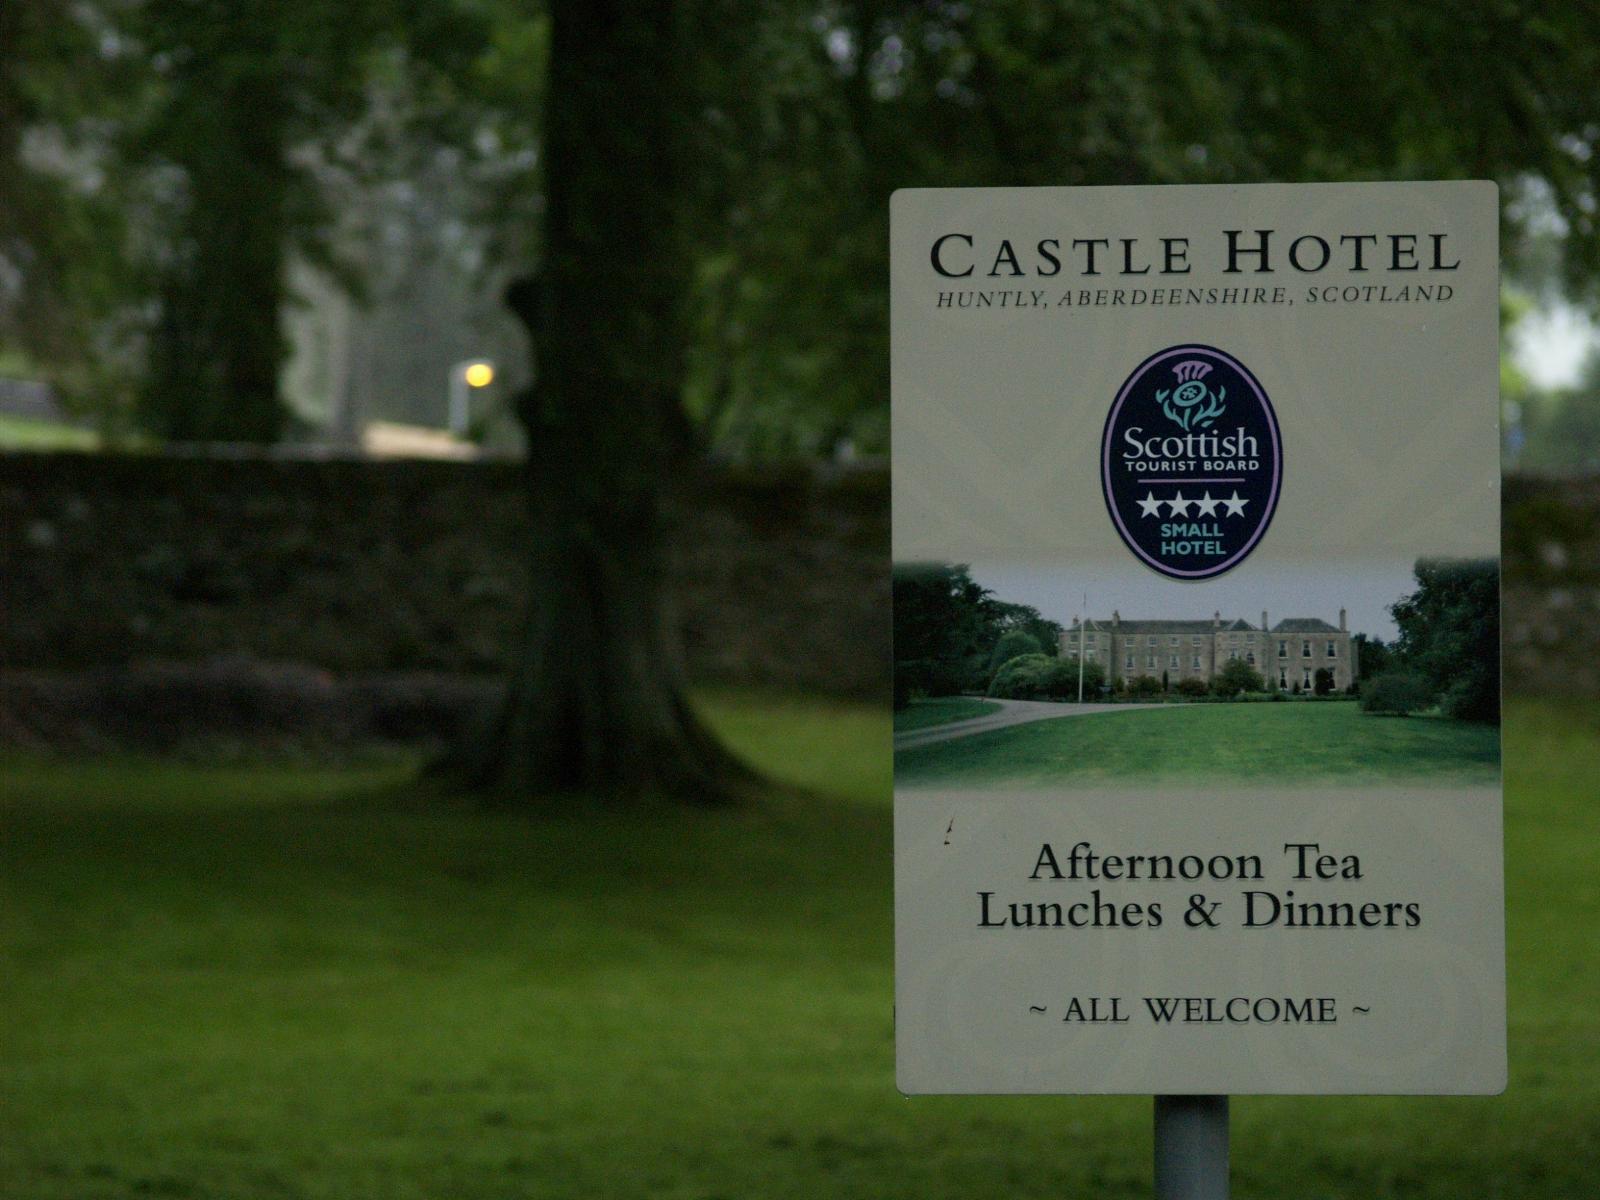 CASTLE HOTEL
HUNTLY, ABERDEENSHIRE, SCOTLAND
Scottish
TOURIST BOARD
SMALL
HOTEL
Afternoon Tea
Lunches & Dinners
~ ALL WELCOME ~